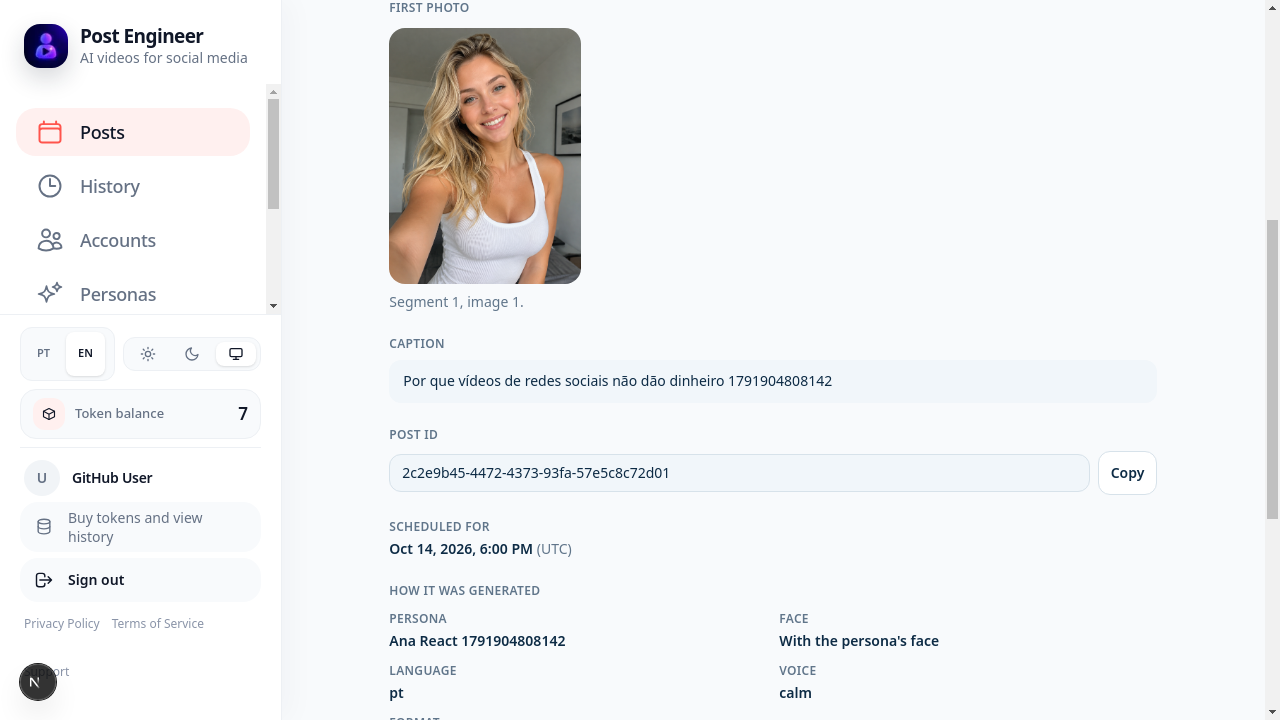 Post Engineer
AI videos for social media
Posts
History
Accounts
Personas
PT
EN
Token balance
7
U
GitHub User
Buy tokens and view
history
Sign out
Privacy Policy
Terms of Service
Support
N
FIRST PHOTO
Segment 1, image 1.
CAPTION
Por que vídeos de redes sociais não dão dinheiro 1791904808142
POST ID
2c2e9b45-4472-4373-93fa-57e5c8c72d01
Copy
SCHEDULED FOR
Oct 14, 2026, 6:00 PM (UTC)
HOW IT WAS GENERATED
PERSONA
Ana React 1791904808142
FACE
With the persona's face
LANGUAGE
pt
VOICE
calm
FORMAT